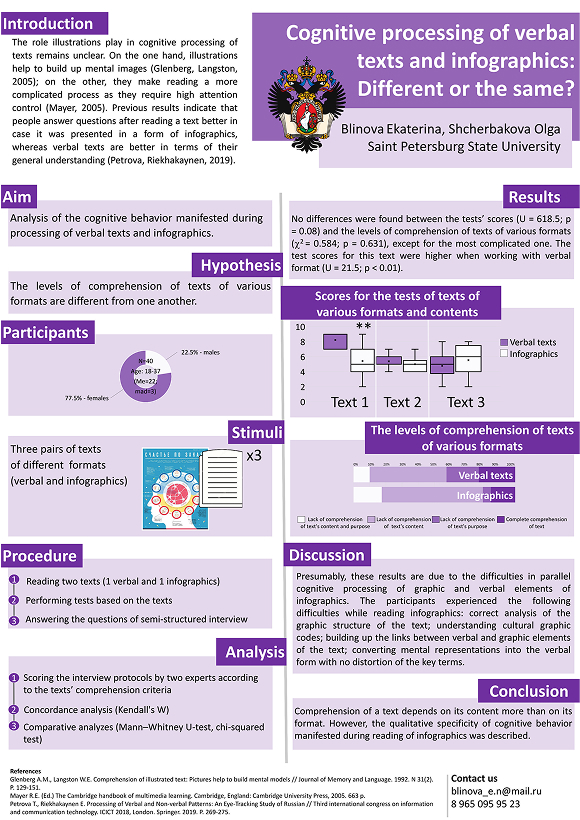 Introduction
The role illustrations play in cognitive processing of
texts remains unclear. On the one hand, illustrations
help to build up mental images (Glenberg, Langston,
2005); on the other, they make reading a more
complicated process as they require high attention
control (Mayer, 2005). Previous results indicate that
people answer questions after reading a text better in
case it was presented in a form of infographics,
whereas verbal texts are better in terms of their
general understanding (Petrova, Riekhakaynen, 2019).
Cognitive processing of verbal
texts and infographics:
Different or the same?
Blinova Ekaterina, Shcherbakova Olga
Saint Petersburg State University
Aim
Analysis of the cognitive behavior manifested during
processing of verbal texts and infographics.
Hypothesis
The levels of comprehension of texts of various
formats are different from one another.
Participants
N=40
Age: 18-37
(Me=22;
mad=3)
22.5% - males
77.5% - females
Stimuli
Three pairs of texts
of different formats
(verbal and infographics)
x3
Procedure
1 Reading two texts (1 verbal and 1 infographics)
2 Performing tests based on the texts
3 Answering the questions of semi-structured interview
Analysis
1 Scoring the interview protocols by two experts according
to the texts' comprehension criteria
2 Concordance analysis (Kendall's W)
3 Comparative analyzes (Mann–Whitney U-test, chi-squared
test)
Results
No differences were found between the tests' scores (U = 618.5; p
= 0.08) and the levels of comprehension of texts of various formats
(χ² = 0.584; p = 0.631), except for the most complicated one. The
test scores for this text were higher when working with verbal
format (U = 21.5; p < 0.01).
Scores for the tests of texts of
various formats and contents
10
8
6
4
2
0
**
Text 1 Text 2 Text 3
Verbal texts
Infographics
The levels of comprehension of texts
of various formats
0% 10% 20% 30% 40% 50% 60% 70% 80% 90% 100%
Verbal texts
Infographics
Lack of comprehension
of text's content and purpose
Lack of comprehension
of text's content
Lack of comprehension
of text's purpose
Complete comprehension
of text
Discussion
Presumably, these results are due to the difficulties in parallel
cognitive processing of graphic and verbal elements of
infographics. The participants experienced the following
difficulties while reading infographics: correct analysis of the
graphic structure of the text; understanding cultural graphic
codes; building up the links between verbal and graphic elements
of the text; converting mental representations into the verbal
form with no distortion of the key terms.
Conclusion
Comprehension of a text depends on its content more than on its
format. However, the qualitative specificity of cognitive behavior
manifested during reading of infographics was described.
References
Glenberg A.M., Langston W.E. Comprehension of illustrated text: Pictures help to build mental models // Journal of Memory and Language. 1992. N 31(2).
P. 129-151.
Mayer R.E. (Ed.) The Cambridge handbook of multimedia learning. Cambridge, England: Cambridge University Press, 2005. 663 p.
Petrova T., Riekhakaynen E. Processing of Verbal and Non-verbal Patterns: An Eye-Tracking Study of Russian // Third international congress on information
and communication technology. ICICT 2018, London. Springer. 2019. P. 269-275.
Contact us
blinova_e.n@mail.ru
8 965 095 95 23